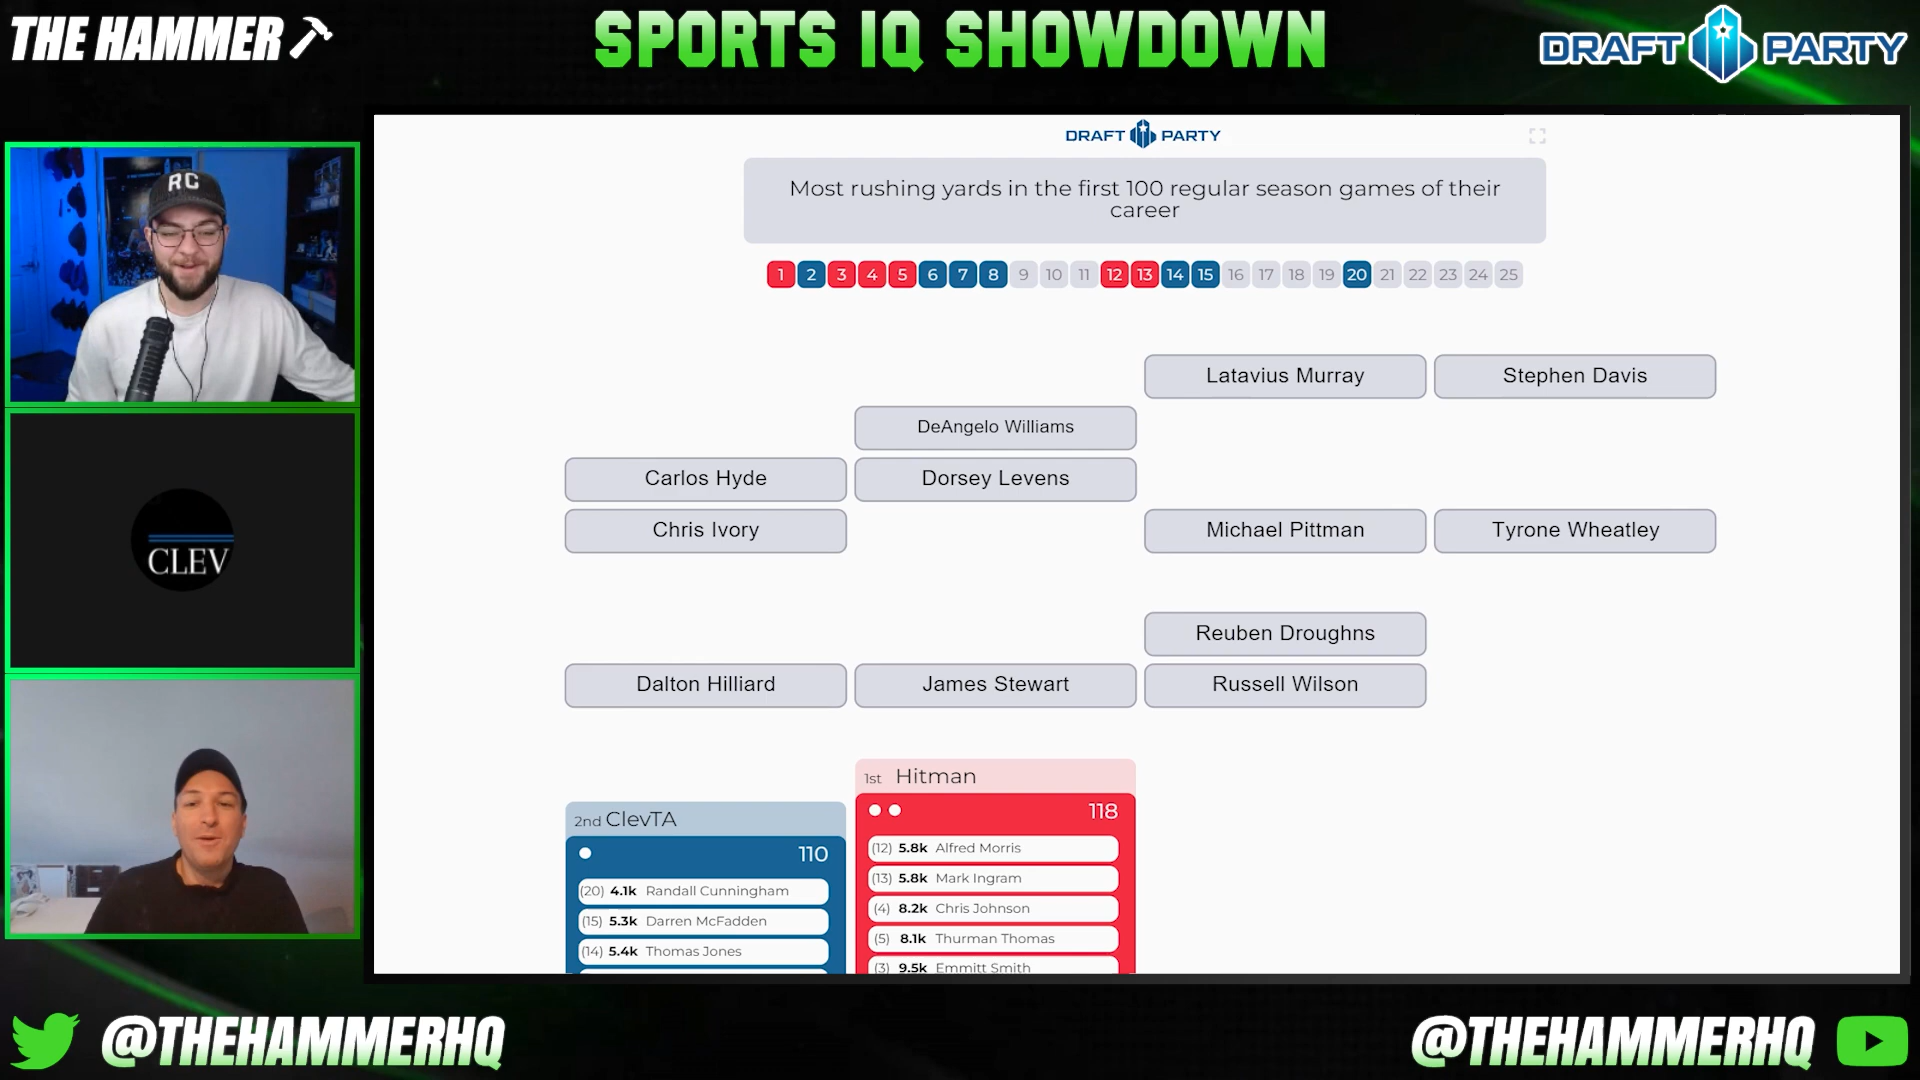 THE HAMMER
SPORTS IQ SHOWDOWN
DRAFT PARTY
DRAFT PARTY
Most rushing yards in the first 100 regular season games of their
career
1 2 3 4 5 6 7 8 9 10 11 12 13 14 15 16 17 18 19 20 21 22 23 24 25
RC
Latavius Murray
Stephen Davis
DeAngelo Williams
Carlos Hyde
Dorsey Levens
Chris Ivory
Michael Pittman
Tyrone Wheatley
CLEV
Reuben Droughns
Dalton Hilliard
James Stewart
Russell Wilson
2nd ClevTA
110
(20) 4.1k Randall Cunningham
(15) 5.3k Darren McFadden
(14) 5.4k Thomas Jones
1st Hitman
118
(12) 5.8k Alfred Morris
(13) 5.8k Mark Ingram
(4) 8.2k Chris Johnson
(5) 8.1k Thurman Thomas
(3) 9.5k Emmitt Smith
@THEHAMMERHQ
@THEHAMMERHQ